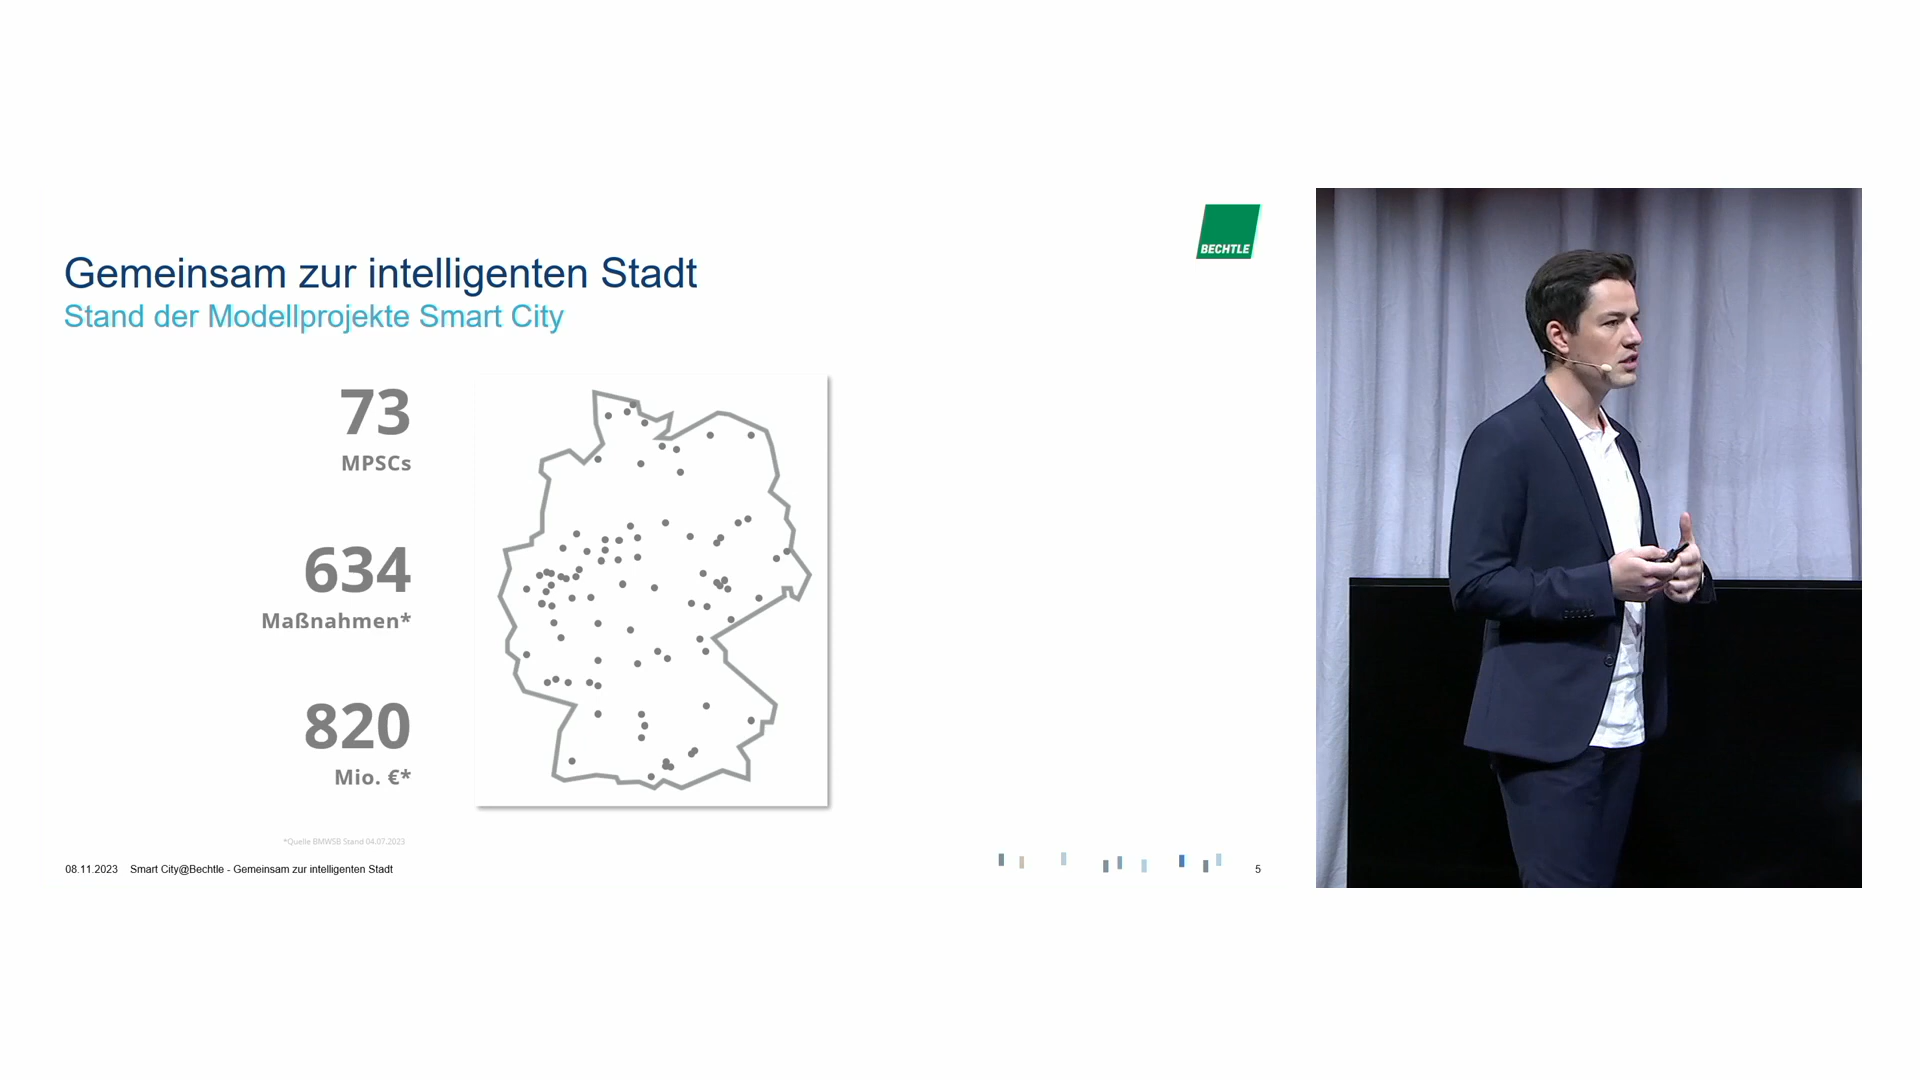 BECHTLE
Gemeinsam zur intelligenten Stadt
Stand der Modellprojekte Smart City
73
MPSCs
634
Maßnahmen*
820
Mio. €*
*Quelle BMWSB Stand 04.07.2023
08.11.2023 Smart City@Bechtle - Gemeinsam zur intelligenten Stadt
5